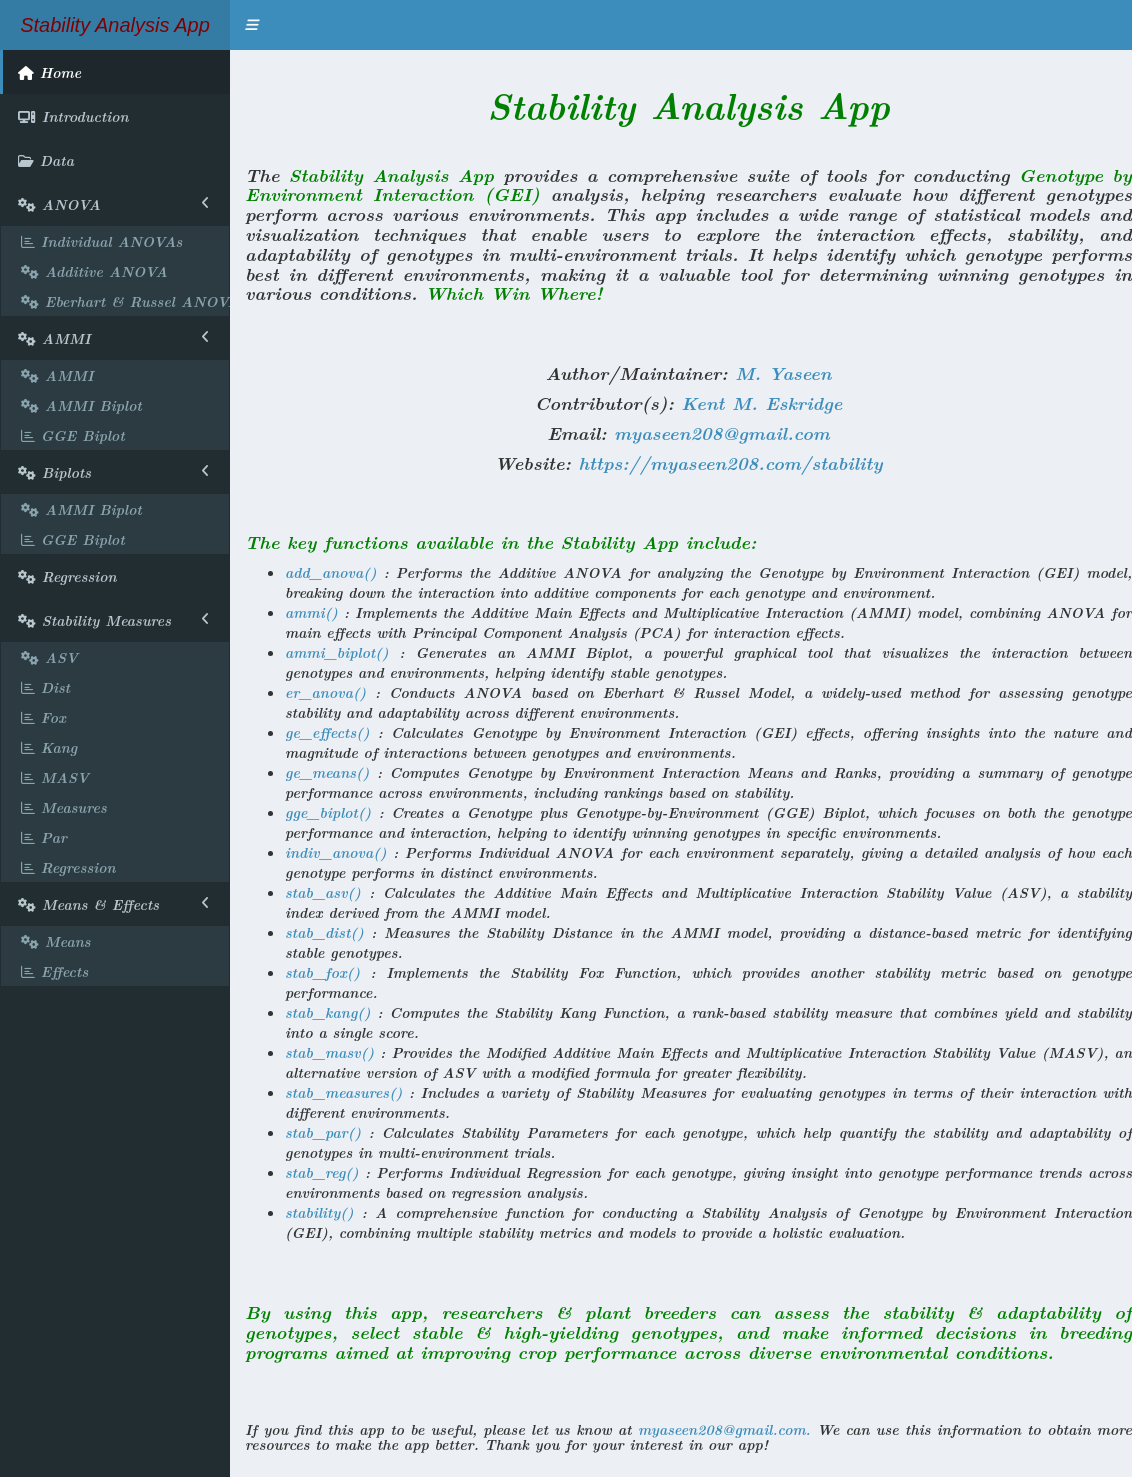 Stability Analysis App
Home
Introduction
Data
ANOVA
Individual ANOVAs
Additive ANOVA
Eberhart & Russel ANOV
AMMI
AMMI
AMMI Biplot
GGE Biplot
Biplots
AMMI Biplot
GGE Biplot
Regression
Stability Measures
ASV
Dist
Fox
Kang
MASV
Measures
Par
Regression
Means & Effects
Means
Effects
Stability Analysis App
The Stability Analysis App provides a comprehensive suite of tools for conducting Genotype by
Environment Interaction (GEI) analysis, helping researchers evaluate how different genotypes
perform across various environments. This app includes a wide range of statistical models and
visualization techniques that enable users to explore the interaction effects, stability, and
adaptability of genotypes in multi-environment trials. It helps identify which genotype performs
best in different environments, making it a valuable tool for determining winning genotypes in
various conditions. Which Win Where!
Author/Maintainer: M. Yaseen
Contributor(s): Kent M. Eskridge
Email: myaseen208@gmail.com
Website: https://myaseen208.com/stability
The key functions available in the Stability App include:
• add_anova() : Performs the Additive ANOVA for analyzing the Genotype by Environment Interaction (GEI) model,
breaking down the interaction into additive components for each genotype and environment.
• ammi() : Implements the Additive Main Effects and Multiplicative Interaction (AMMI) model, combining ANOVA for
main effects with Principal Component Analysis (PCA) for interaction effects.
• ammi_biplot() : Generates an AMMI Biplot, a powerful graphical tool that visualizes the interaction between
genotypes and environments, helping identify stable genotypes.
• er_anova() : Conducts ANOVA based on Eberhart & Russel Model, a widely-used method for assessing genotype
stability and adaptability across different environments.
• ge_effects() : Calculates Genotype by Environment Interaction (GEI) effects, offering insights into the nature and
magnitude of interactions between genotypes and environments.
• ge_means() : Computes Genotype by Environment Interaction Means and Ranks, providing a summary of genotype
performance across environments, including rankings based on stability.
• gge_biplot() : Creates a Genotype plus Genotype-by-Environment (GGE) Biplot, which focuses on both the genotype
performance and interaction, helping to identify winning genotypes in specific environments.
• indiv_anova() : Performs Individual ANOVA for each environment separately, giving a detailed analysis of how each
genotype performs in distinct environments.
• stab_asv() : Calculates the Additive Main Effects and Multiplicative Interaction Stability Value (ASV), a stability
index derived from the AMMI model.
• stab_dist() : Measures the Stability Distance in the AMMI model, providing a distance-based metric for identifying
stable genotypes.
• stab_fox() : Implements the Stability Fox Function, which provides another stability metric based on genotype
performance.
• stab_kang() : Computes the Stability Kang Function, a rank-based stability measure that combines yield and stability
into a single score.
• stab_masv() : Provides the Modified Additive Main Effects and Multiplicative Interaction Stability Value (MASV), an
alternative version of ASV with a modified formula for greater flexibility.
• stab_measures() : Includes a variety of Stability Measures for evaluating genotypes in terms of their interaction with
different environments.
• stab_par() : Calculates Stability Parameters for each genotype, which help quantify the stability and adaptability of
genotypes in multi-environment trials.
• stab_reg() : Performs Individual Regression for each genotype, giving insight into genotype performance trends across
environments based on regression analysis.
• stability() : A comprehensive function for conducting a Stability Analysis of Genotype by Environment Interaction
(GEI), combining multiple stability metrics and models to provide a holistic evaluation.
By using this app, researchers & plant breeders can assess the stability & adaptability of
genotypes, select stable & high-yielding genotypes, and make informed decisions in breeding
programs aimed at improving crop performance across diverse environmental conditions.
If you find this app to be useful, please let us know at myaseen208@gmail.com. We can use this information to obtain more
resources to make the app better. Thank you for your interest in our app!